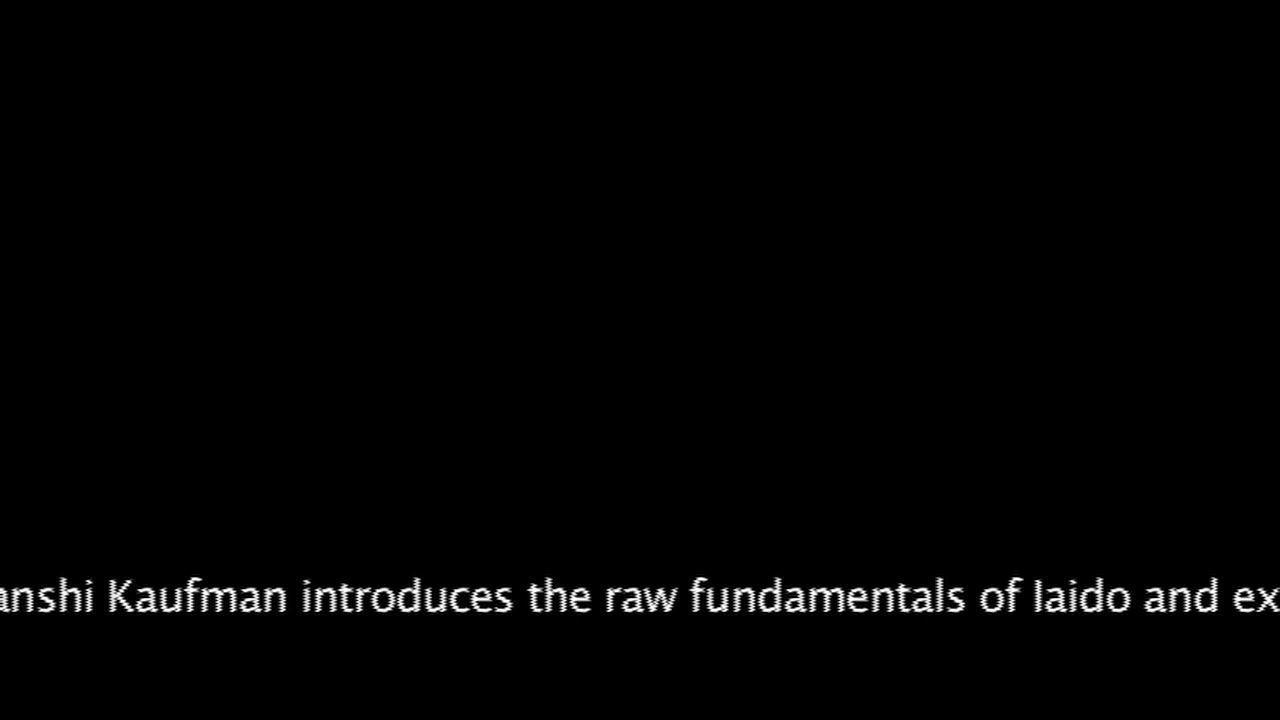 anshi Kaufman introduces the raw fundamentals of Iaido and ex